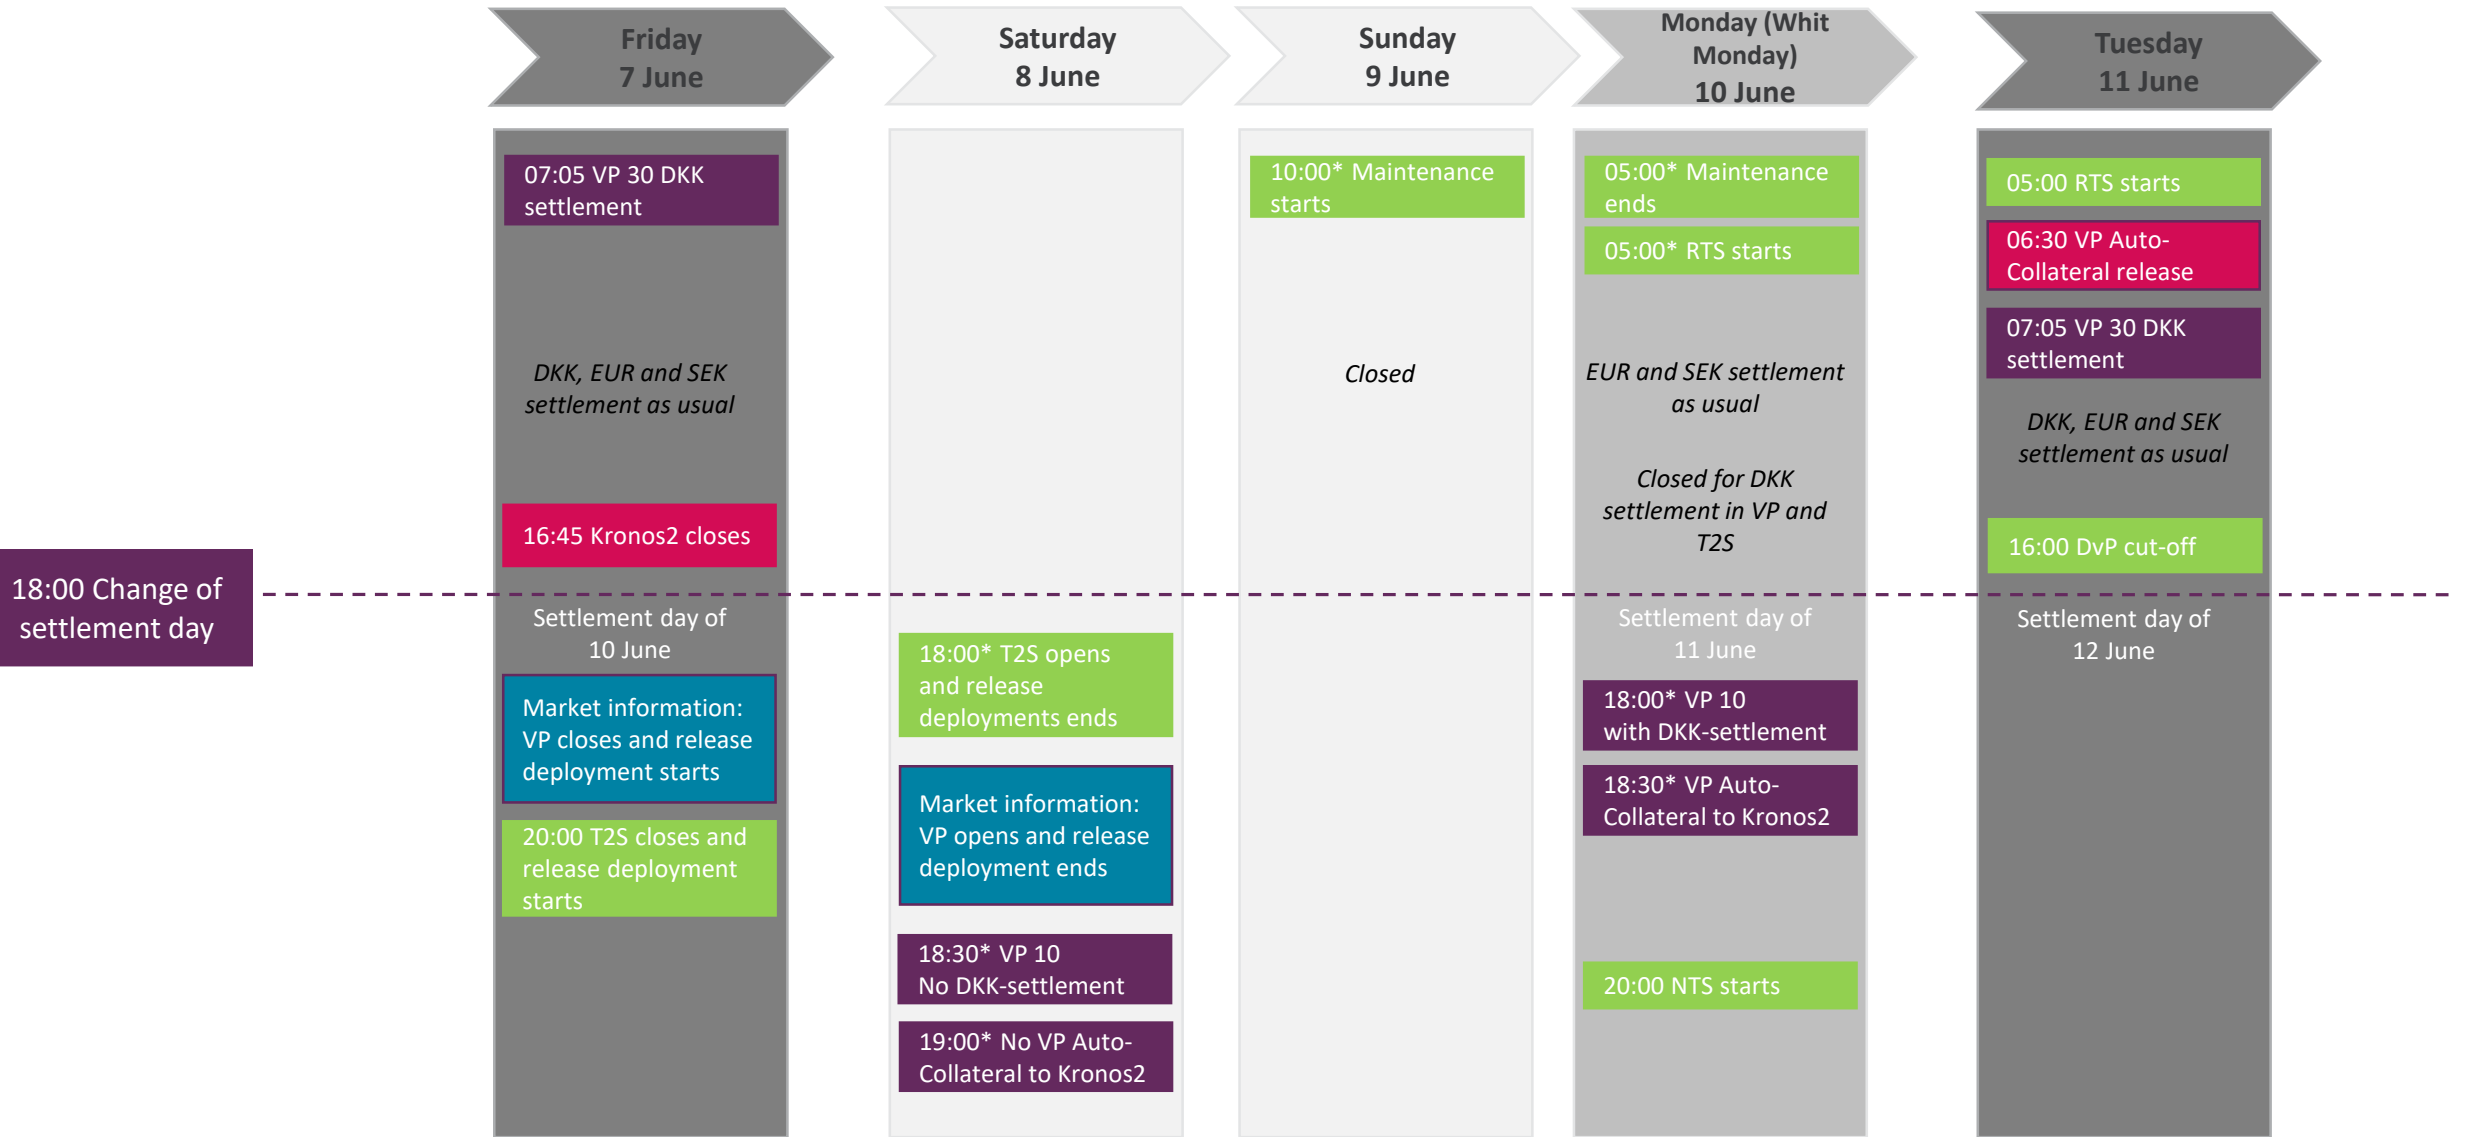 Friday
7 June
07:05 VP 30 DKK
settlement
DKK, EUR and SEK
settlement as usual
16:45 Kronos2 closes
18:00 Change of
settlement day
Settlement day of
10 June
Market information:
VP closes and release
deployment starts
20:00 T2S closes and
release deployment
starts
Saturday
8 June
18:00* T2S opens
and release
deployments ends
Market information:
VP opens and release
deployment ends
18:30* VP 10
No DKK-settlement
19:00* No VP Auto-
Collateral to Kronos2
Sunday
9 June
10:00* Maintenance
starts
Closed
Monday (Whit
Monday)
10 June
05:00* Maintenance
ends
05:00* RTS starts
EUR and SEK settlement
as usual
Closed for DKK
settlement in VP and
T2S
Settlement day of
11 June
18:00* VP 10
with DKK-settlement
18:30* VP Auto-
Collateral to Kronos2
20:00 NTS starts
Tuesday
11 June
05:00 RTS starts
06:30 VP Auto-
Collateral release
07:05 VP 30 DKK
settlement
DKK, EUR and SEK
settlement as usual
16:00 DvP cut-off
Settlement day of
12 June